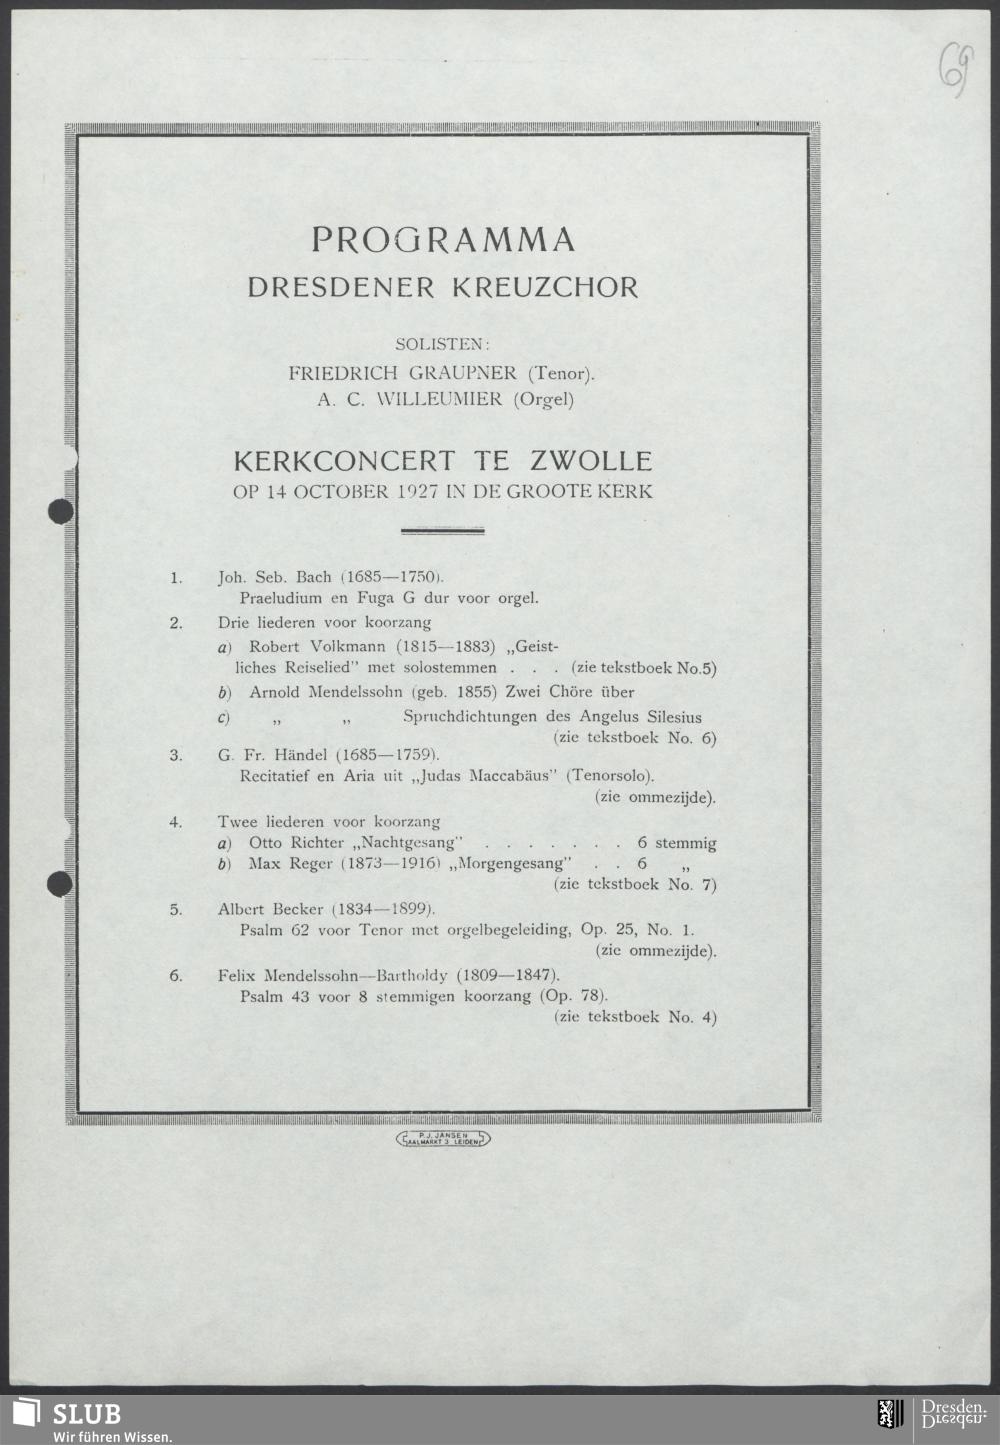 69
PROGRAMMA
DRESDENER KREUZCHOR
SOLISTEN:
FRIEDRICH GRAUPNER (Tenor).
A. C. WILLEUMIER (Orgel)
KERKCONCERT TE ZWOLLE
OP 14 OCTOBER 1927 IN DE GROOTE KERK
1. Joh. Seb. Bach (1685—1750).
Praeludium en Fuga G dur voor orgel.
2. Drie liederen voor koorzang
a) Robert Volkmann (1815—1883) „Geist-
liches Reiselied” met solostemmen . . . (zie tekstboek No.5)
b) Arnold Mendelssohn (geb. 1855) Zwei Chöre über
c) „ „ Spruchdichtungen des Angelus Silesius
(zie tekstboek No. 6)
3. G. Fr. Händel (1685—1759).
Recitatief en Aria uit „Judas Maccabäus” (Tenorsolo).
(zie ommezijde).
4. Twee liederen voor koorzang
a) Otto Richter „Nachtgesang” . . . . . . . 6 stemmig
b) Max Reger (1873—1916) „Morgengesang” . . 6 „
(zie tekstboek No. 7)
5. Albert Becker (1834—1899).
Psalm 62 voor Tenor met orgelbegeleiding, Op. 25, No. 1.
(zie ommezijde).
6. Felix Mendelssohn—Bartholdy (1809—1847).
Psalm 43 voor 8 stemmigen koorzang (Op. 78).
(zie tekstboek No. 4)
P. J. JANSEN
AALMARKT 3 LEIDEN
SLUB
Wir führen Wissen.
Dresden.